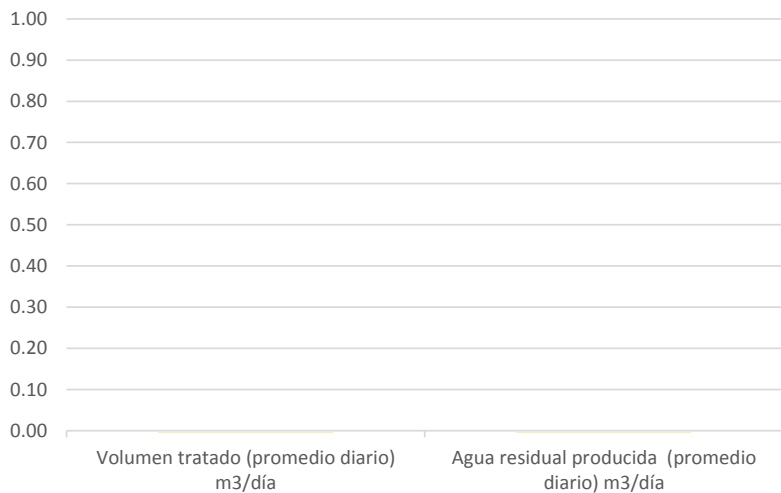 1.00
0.90
0.80
0.70
0.60
0.50
0.40
0.30
0.20
0.10
0.00
Volumen tratado (promedio diario)
m3/día
Agua residual producida  (promedio
diario) m3/día